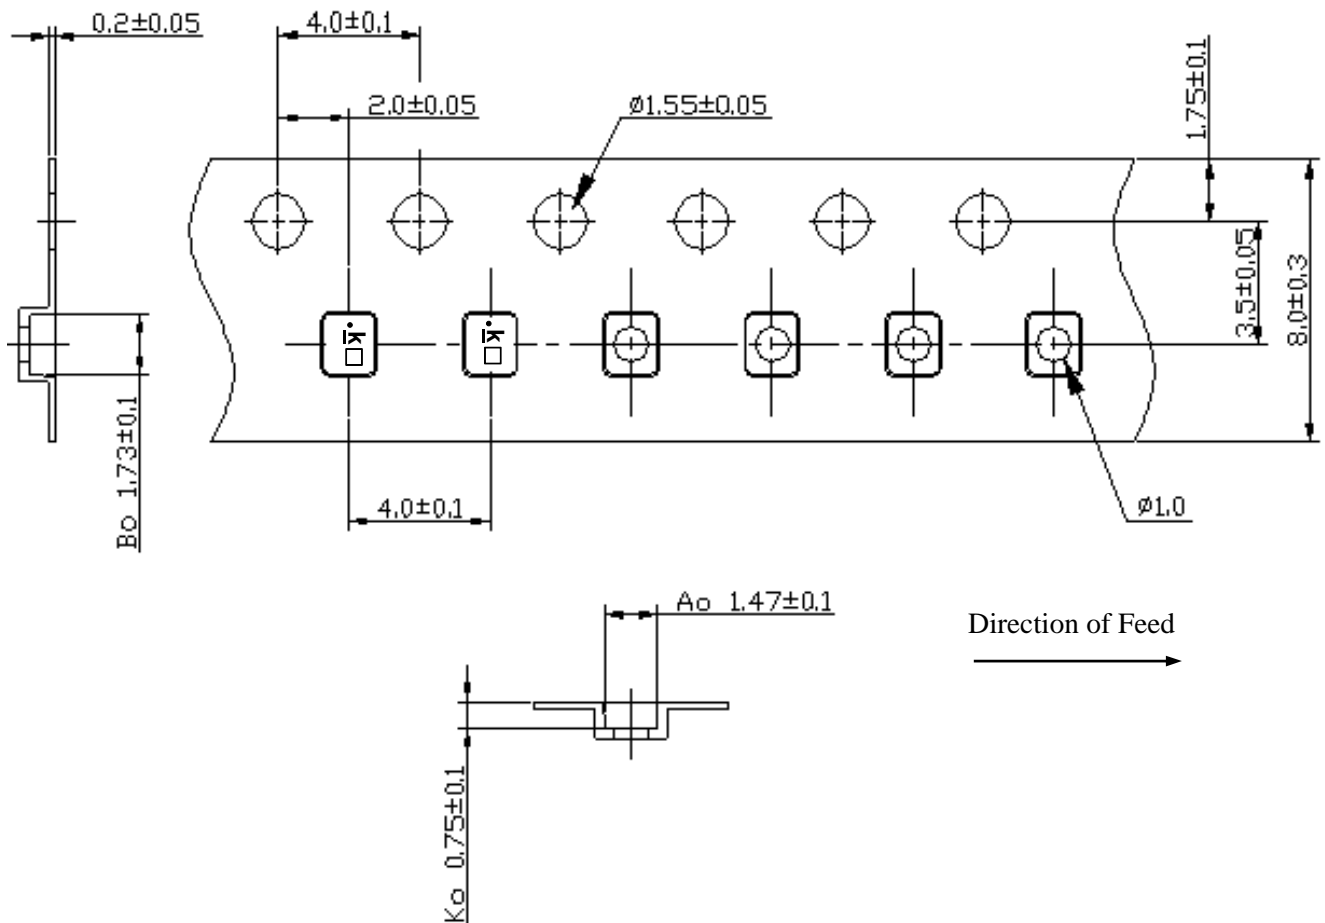 0.2±0.05
4.0±0.1
2.0±0.05
ø1.55±0.05
1.75±0.1
3.5±0.05
8.0±0.3
.k□
.k□
Bo 1.73±0.1
4.0±0.1
ø1.0
Ao 1.47±0.1
Direction of Feed
Ko 0.75±0.1